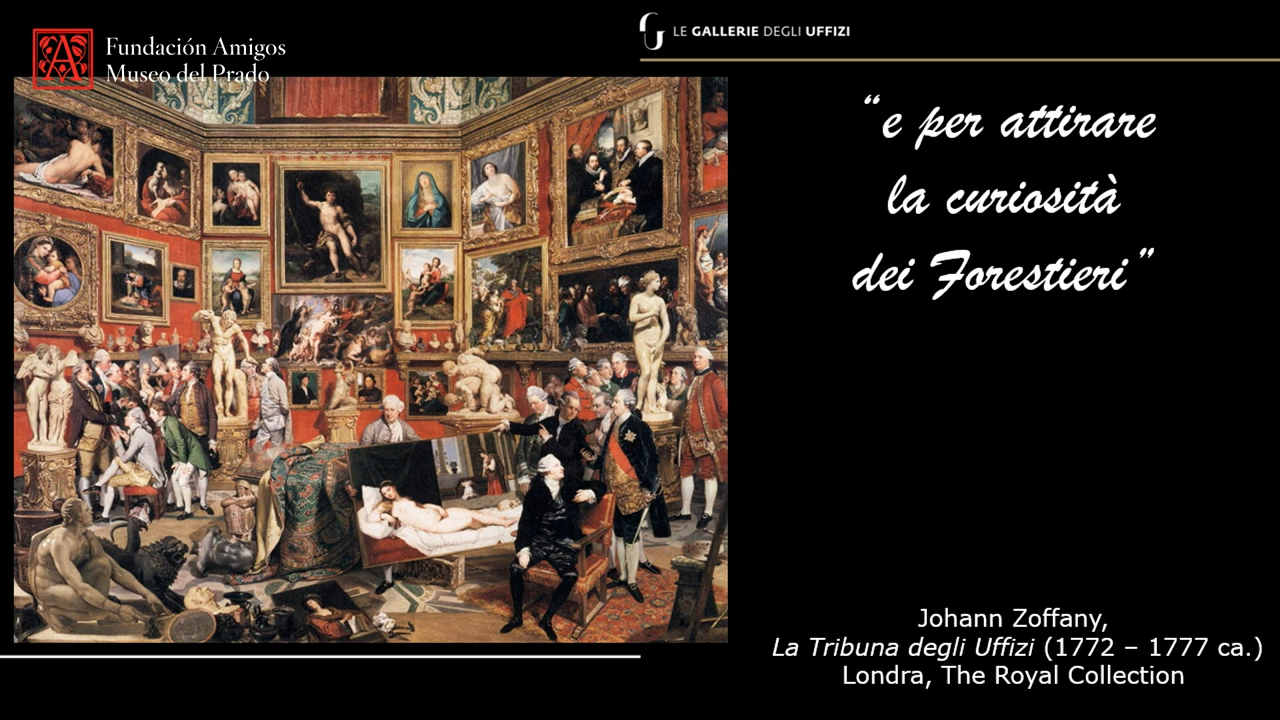 Fundación Amigos
Museo del Prado
LE GALLERIE DEGLI UFFIZI
“e per attirare
la curiosità
dei Forestieri”
Johann Zoffany,
La Tribuna degli Uffizi (1772 – 1777 ca.)
Londra, The Royal Collection